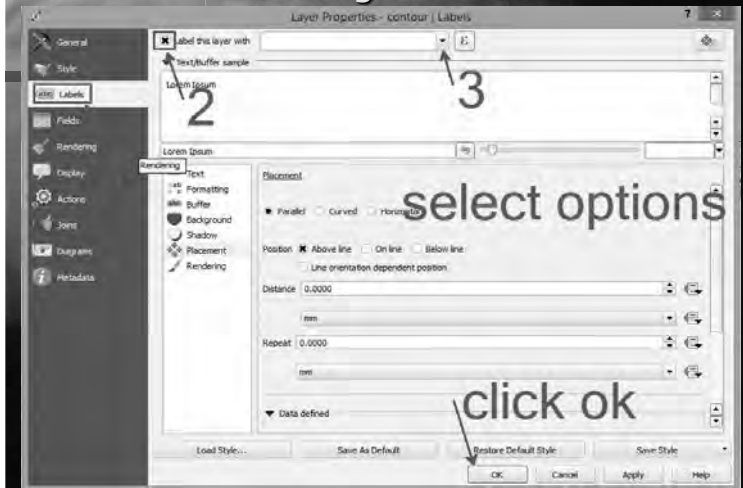 Layer Properties - contour | Labels
?
General
Label this layer with
ε
Style
Text/Buffer sample
Labels
Lorem Ipsum
2
3
Fields
Rendering
Lorem Ipsum
Rendering
Display
Text
Placement
Formatting
Actions
Buffer
Parallel Curved Horizontal
select options
Background
Joins
Shadow
Placement
Position Above line On line Below line
Diagrams
Rendering
Line orientation dependent position
Metadata
Distance 0.0000
mm
Repeat 0.0000
mm
click ok
Data defined
Load Style...
Save As Default
Restore Default Style
Save Style
OK
Cancel
Apply
Help